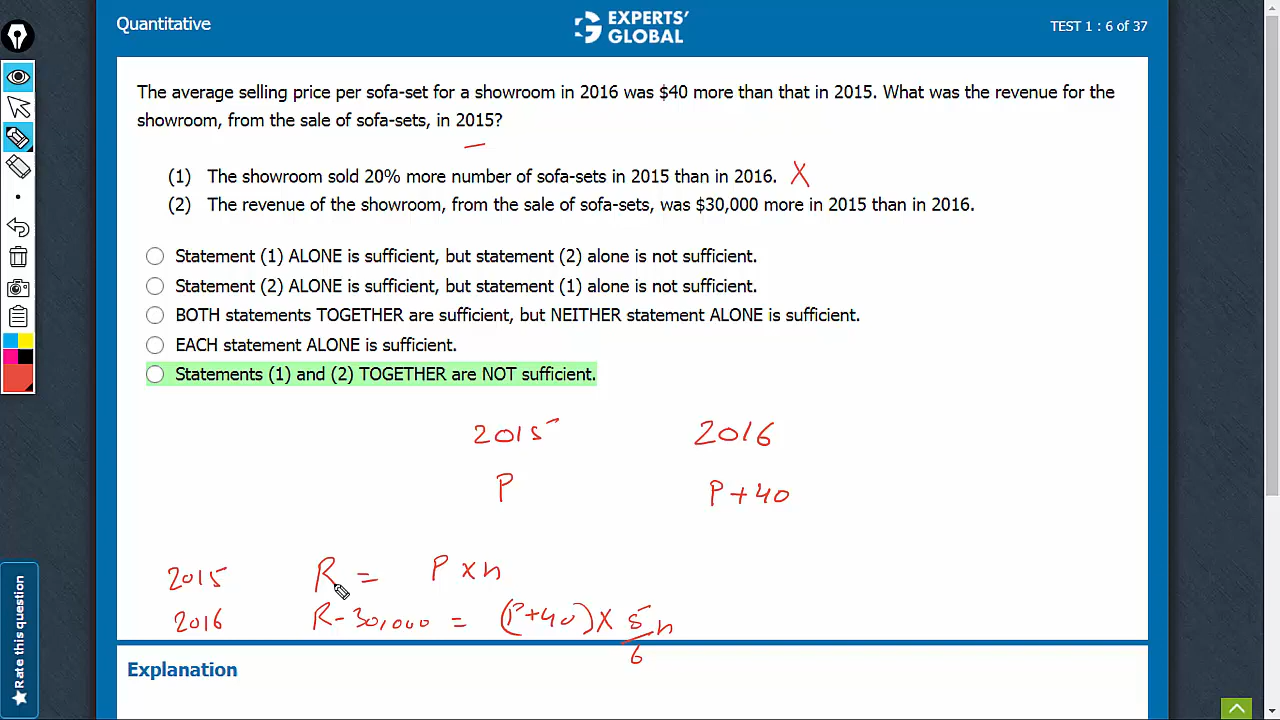 Quantitative
EXPERTS'
GLOBAL
TEST 1 : 6 of 37
The average selling price per sofa-set for a showroom in 2016 was $40 more than that in 2015. What was the revenue for the
showroom, from the sale of sofa-sets, in 2015?
(1) The showroom sold 20% more number of sofa-sets in 2015 than in 2016. X
(2) The revenue of the showroom, from the sale of sofa-sets, was $30,000 more in 2015 than in 2016.
Statement (1) ALONE is sufficient, but statement (2) alone is not sufficient.
Statement (2) ALONE is sufficient, but statement (1) alone is not sufficient.
BOTH statements TOGETHER are sufficient, but NEITHER statement ALONE is sufficient.
EACH statement ALONE is sufficient.
Statements (1) and (2) TOGETHER are NOT sufficient.
2015 2016
P P+40
2015 R = P x n
2016 R-30,000 = (P+40) X 5/6 n
Explanation
Rate this question